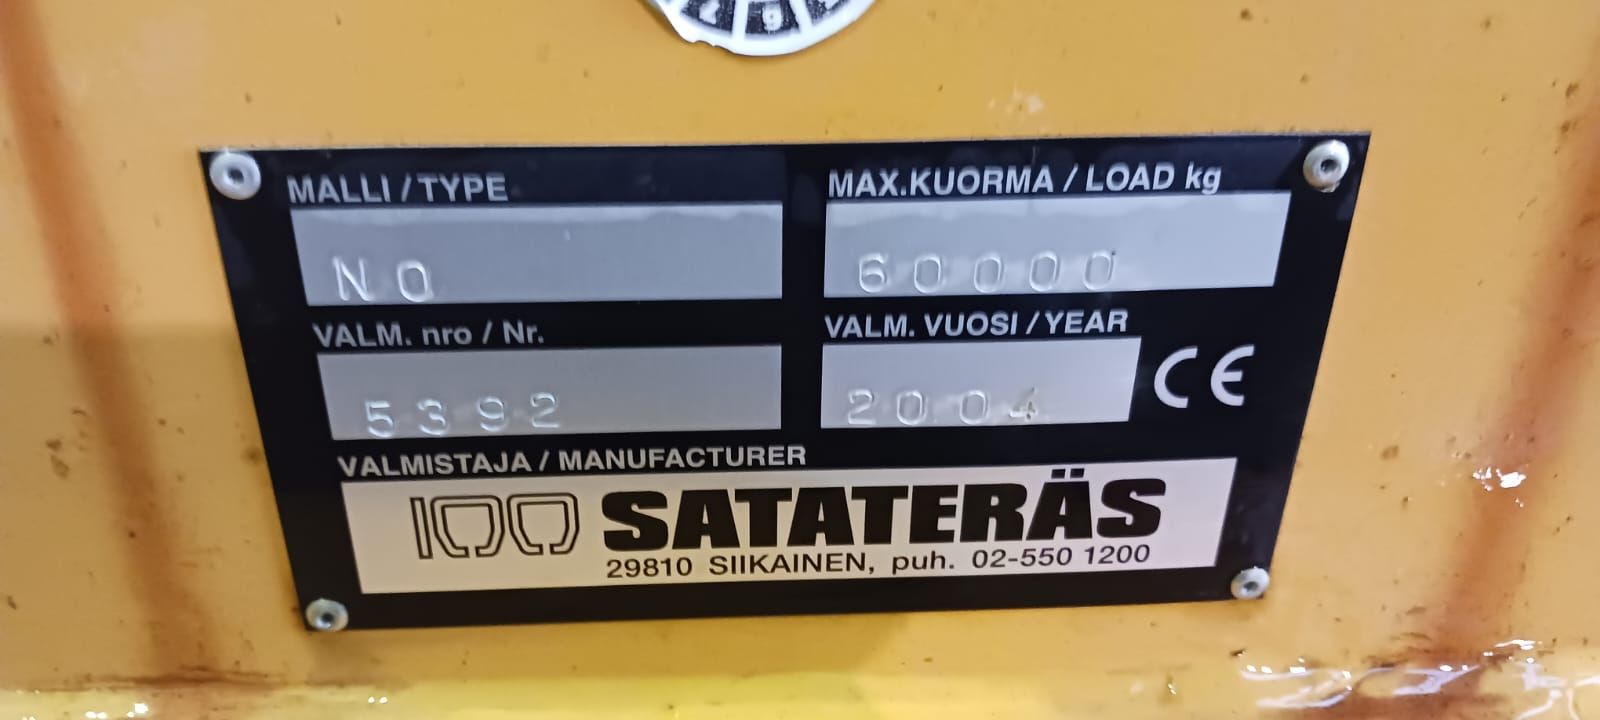 MALLI / TYPE
NO
MAX.KUORMA / LOAD kg
60000
VALM. nro / Nr.
5392
VALM. VUOSI / YEAR
2004
CE
VALMISTAJA / MANUFACTURER
100 SATATERÄS
29810 SIIKAINEN, puh. 02-550 1200